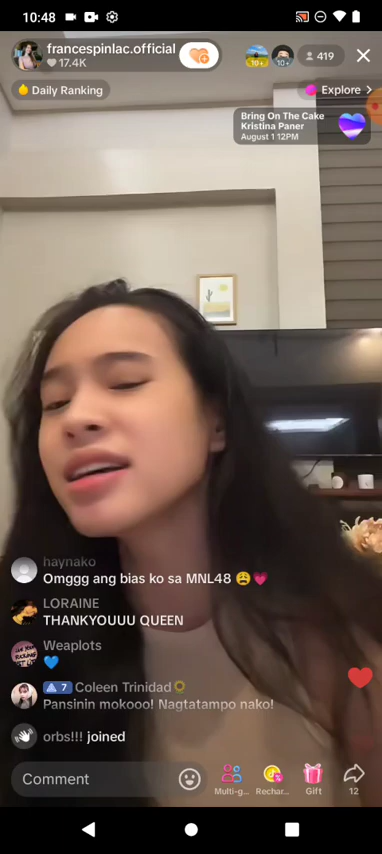 10:48
francespinlac.official
17.4K
10+
10+
419
Daily Ranking
Explore >
Bring On The Cake
Kristina Paner
August 1 12PM
haynako
Omggg ang bias ko sa MNL48 😩💗
LORAINE
THANKYOUUU QUEEN
Weaplots
💙
7 Coleen Trinidad🌻
Pansinin mokooo! Nagtatampo nako!
orbs!!! joined
Comment
Multi-g...
Rechar...
Gift
12